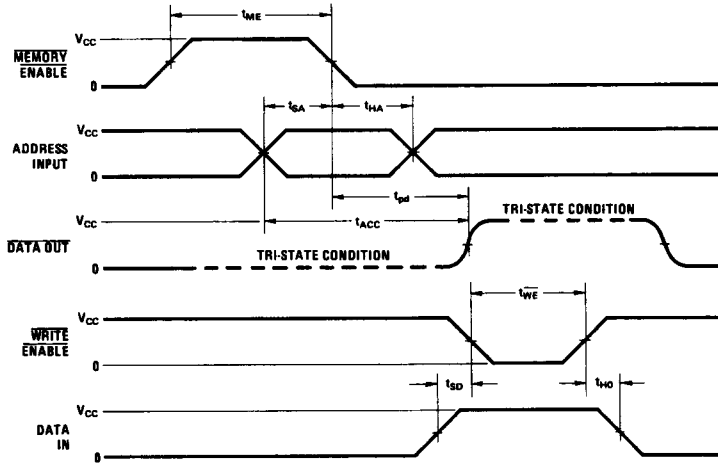 t_ME
V_CC
MEMORY
ENABLE
0
t_SA
t_HA
V_CC
ADDRESS
INPUT
0
t_pd
t_ACC
V_CC
TRI-STATE CONDITION
DATA OUT
TRI-STATE CONDITION
0
t_WE
V_CC
WRITE
ENABLE
0
t_SD
t_HD
V_CC
DATA
IN
0